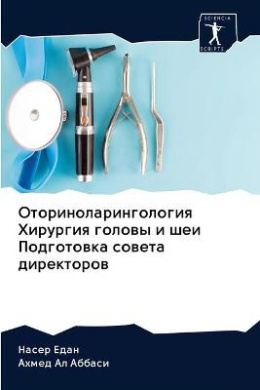 SCIENCIA
SCRIPTS
Оториноларингология
Хирургия головы и шеи
Подготовка совета
директоров
Насер Едан
Ахмед Ал Аббаси